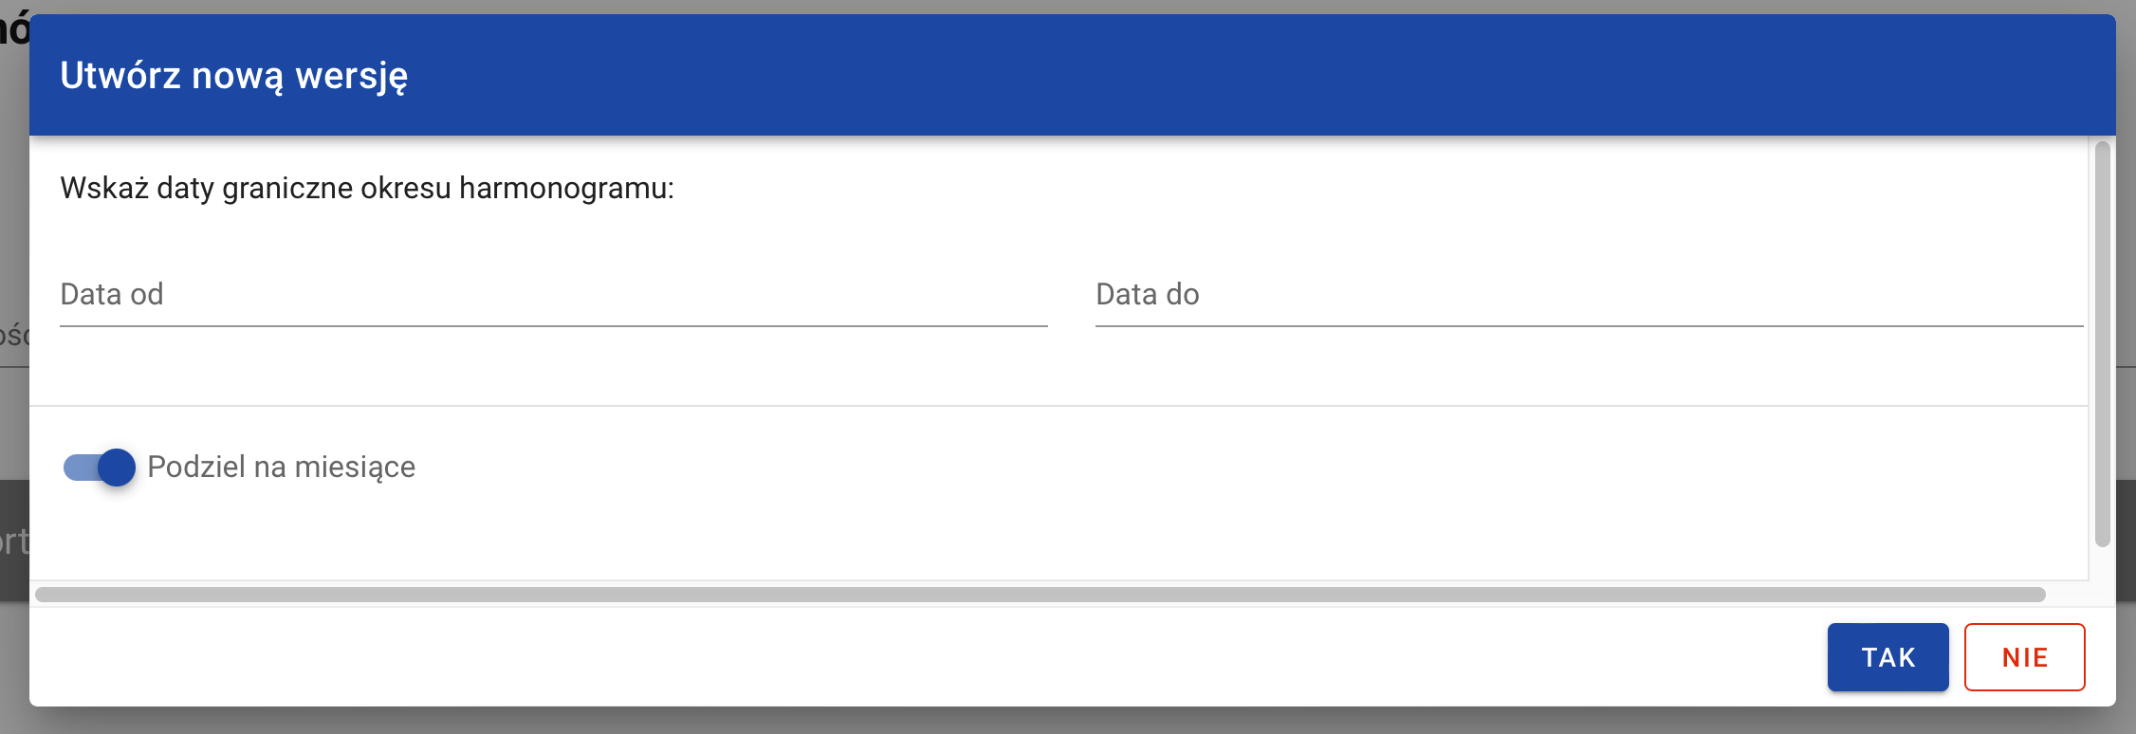 Utwórz nową wersję
Wskaż daty graniczne okresu harmonogramu:
Data od
Data do
Podziel na miesiące
TAK
NIE